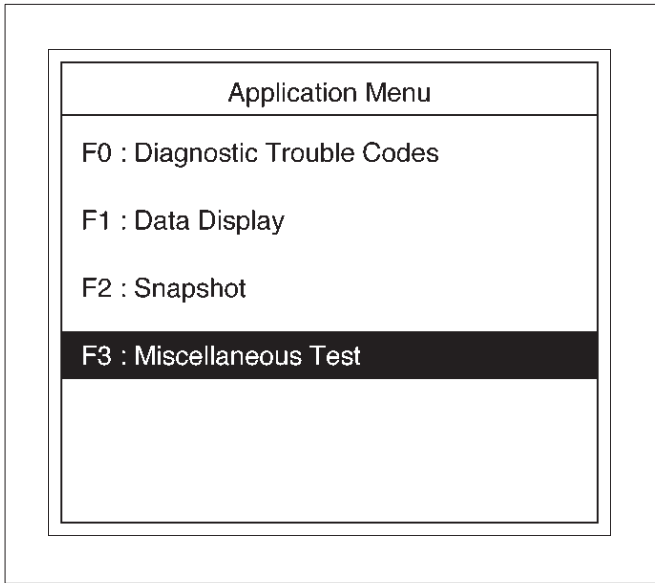 Application Menu
F0 : Diagnostic Trouble Codes
F1 : Data Display
F2 : Snapshot
F3 : Miscellaneous Test